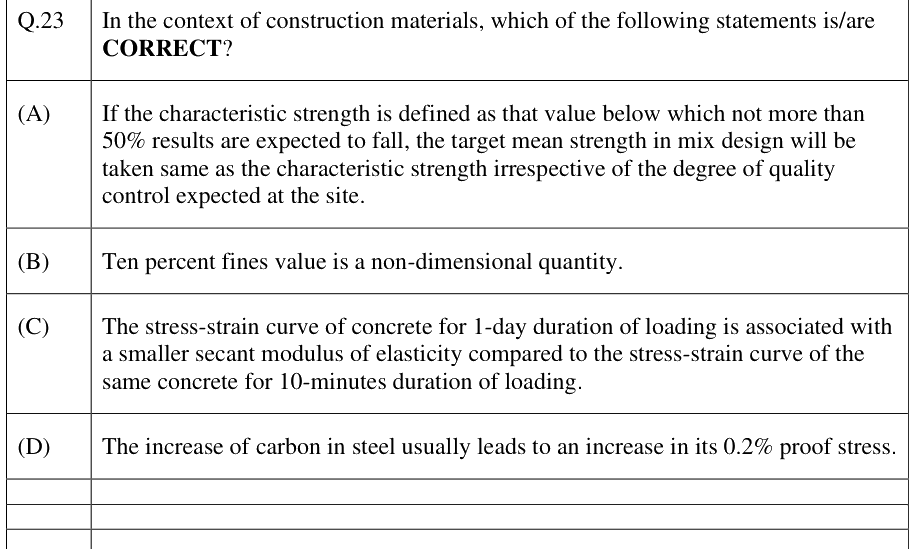 Q.23 In the context of construction materials, which of the following statements is/are
CORRECT?
(A) If the characteristic strength is defined as that value below which not more than
50% results are expected to fall, the target mean strength in mix design will be
taken same as the characteristic strength irrespective of the degree of quality
control expected at the site.
(B) Ten percent fines value is a non-dimensional quantity.
(C) The stress-strain curve of concrete for 1-day duration of loading is associated with
a smaller secant modulus of elasticity compared to the stress-strain curve of the
same concrete for 10-minutes duration of loading.
(D) The increase of carbon in steel usually leads to an increase in its 0.2% proof stress.